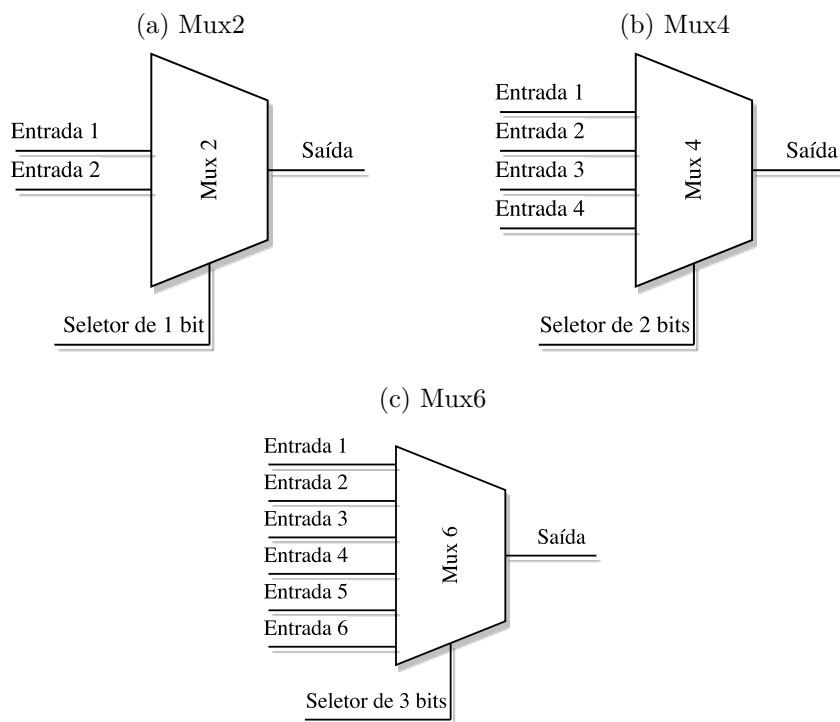 (a) Mux2
Entrada 1
Entrada 2
Mux 2
Saída
Seletor de 1 bit
(b) Mux4
Entrada 1
Entrada 2
Entrada 3
Entrada 4
Mux 4
Saída
Seletor de 2 bits
(c) Mux6
Entrada 1
Entrada 2
Entrada 3
Entrada 4
Entrada 5
Entrada 6
Mux 6
Saída
Seletor de 3 bits